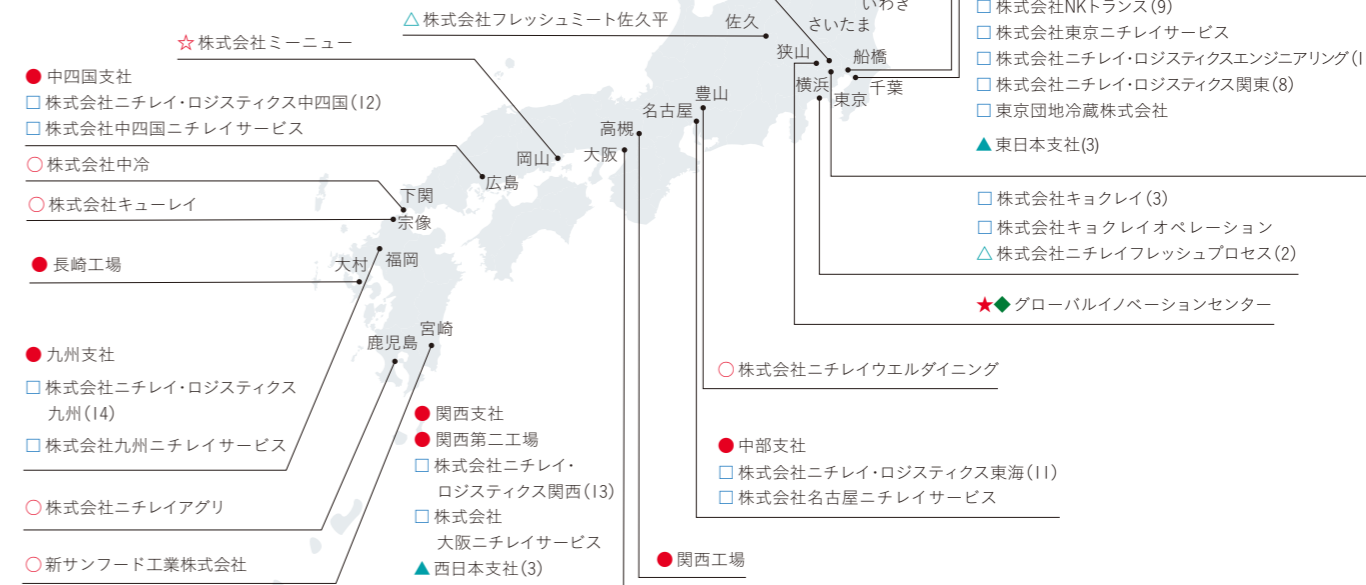 △ 株式会社フレッシュミート佐久平
佐久
いわき
さいたま
☆ 株式会社ミーニュー
狭山
船橋
横浜
東京
千葉
□ 株式会社NKトランス(9)
□ 株式会社東京ニチレイサービス
□ 株式会社ニチレイ・ロジスティクスエンジニアリング(1
□ 株式会社ニチレイ・ロジスティクス関東(8)
□ 東京団地冷蔵株式会社
▲ 東日本支社(3)
● 中四国支社
□ 株式会社ニチレイ・ロジスティクス中四国(12)
□ 株式会社中四国ニチレイサービス
豊山
名古屋
高槻
大阪
岡山
広島
○ 株式会社中冷
下関
○ 株式会社キューレイ
宗像
□ 株式会社キョクレイ(3)
□ 株式会社キョクレイオペレーション
△ 株式会社ニチレイフレッシュプロセス(2)
● 長崎工場
大村
福岡
★◆ グローバルイノベーションセンター
宮崎
鹿児島
● 九州支社
□ 株式会社ニチレイ・ロジスティクス
九州(14)
□ 株式会社九州ニチレイサービス
○ 株式会社ニチレイウエルダイニング
● 関西支社
● 関西第二工場
□ 株式会社ニチレイ・
ロジスティクス関西(13)
□ 株式会社
大阪ニチレイサービス
▲ 西日本支社(3)
● 中部支社
□ 株式会社ニチレイ・ロジスティクス東海(11)
□ 株式会社名古屋ニチレイサービス
○ 株式会社ニチレイアグリ
○ 新サンフード工業株式会社
● 関西工場